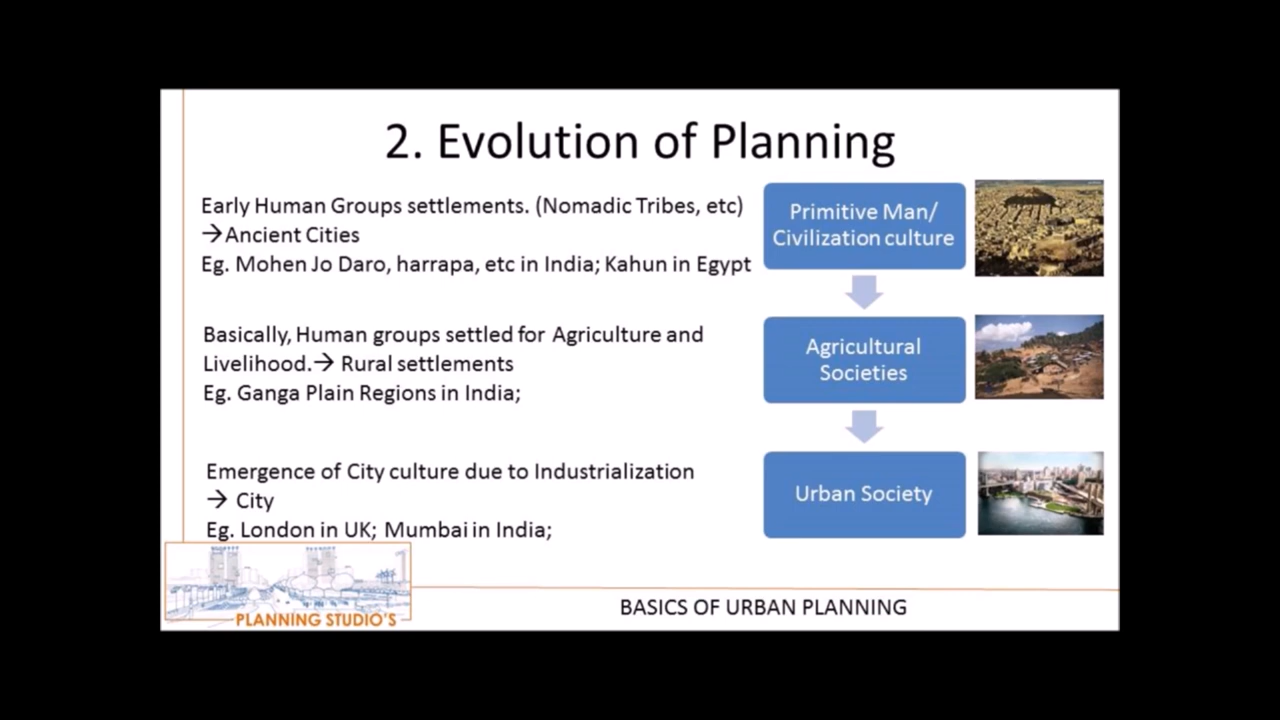 2. Evolution of Planning
Early Human Groups settlements. (Nomadic Tribes, etc)
→Ancient Cities
Eg. Mohen Jo Daro, harrapa, etc in India; Kahun in Egypt
Primitive Man/
Civilization culture
Basically, Human groups settled for Agriculture and
Livelihood.→ Rural settlements
Eg. Ganga Plain Regions in India;
Agricultural
Societies
Emergence of City culture due to Industrialization
→ City
Eg. London in UK; Mumbai in India;
Urban Society
PLANNING STUDIO'S
BASICS OF URBAN PLANNING